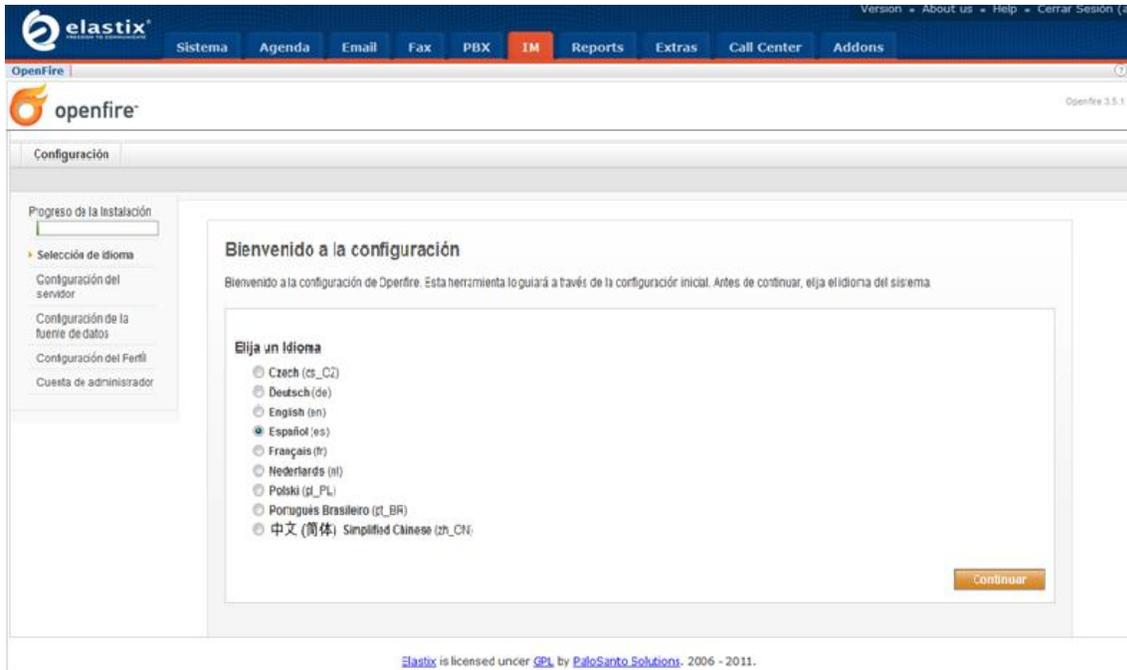 Version - About us - Help - Cerrar Sesión (a
elastix
FREEDOM TO COMMUNICATE
Sistema Agenda Email Fax PBX IM Reports Extras Call Center Addons
OpenFire
openfire
Openfire 3.5.1
Configuración
Progreso de la Instalación
Selección de idioma
Configuración del
servidor
Configuración de la
fuente de datos
Configuración del Perfil
Cuenta de administrador
Bienvenido a la configuración
Bienvenido a la configuración de Openfire. Esta herramienta lo guiará a través de la configuración inicial. Antes de continuar, elija el idioma del sistema.
Elija un Idioma
Czech (cs_CZ)
Deutsch (de)
English (en)
Español (es)
Français (fr)
Nederlands (nl)
Polski (pl_PL)
Português Brasileiro (pt_BR)
中文 (简体) Simplified Chinese (zh_CN)
Continuar
Elastix is licensed under GPL by PaloSanto Solutions. 2006 - 2011.